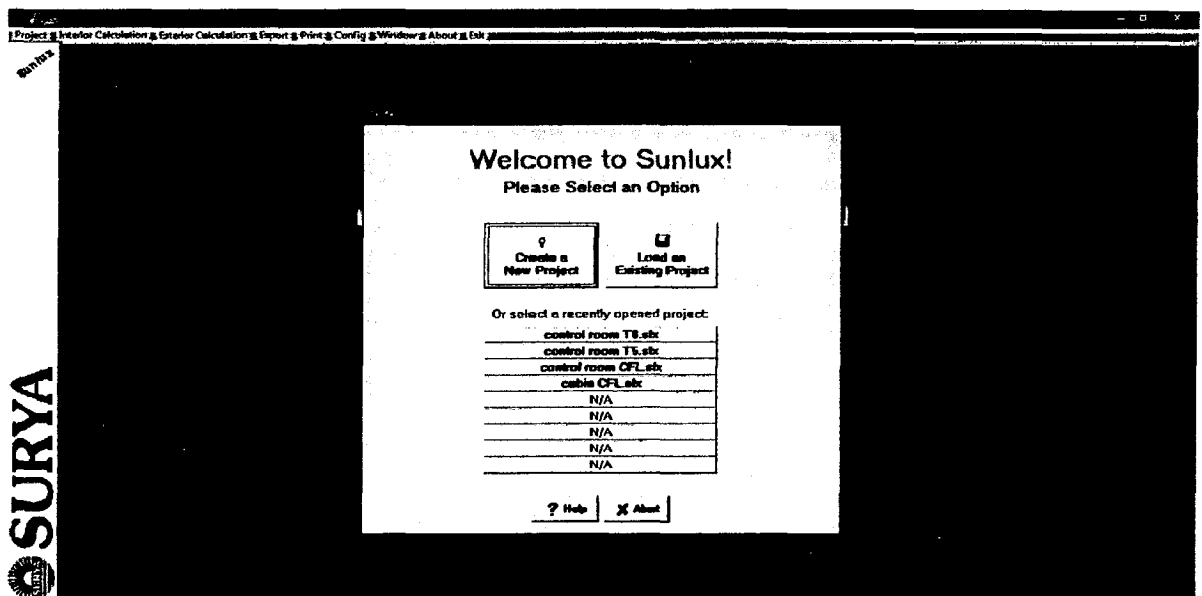 Project Interior Calculation Exterior Calculation Export Print Config Window About Exit
Sunlux
Welcome to Sunlux!
Please Select an Option
Create a
New Project
Load an
Existing Project
Or select a recently opened project:
control room T8.slx
control room T5.slx
control room CFL.slx
cabin CFL.slx
N/A
N/A
N/A
N/A
N/A
? Help
X Abort
SURYA
SURYA